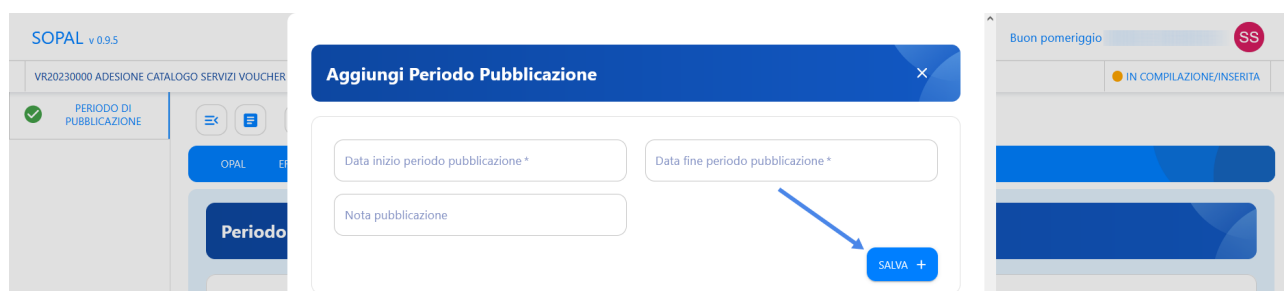 SOPAL v 0.9.5
Buon pomeriggio
SS
VR20230000 ADESIONE CATALOGO SERVIZI VOUCHER
IN COMPILAZIONE/INSERITA
Aggiungi Periodo Pubblicazione
PERIODO DI
PUBBLICAZIONE
Data inizio periodo pubblicazione *
Data fine periodo pubblicazione *
OPAL
Nota pubblicazione
Periodo
SALVA +